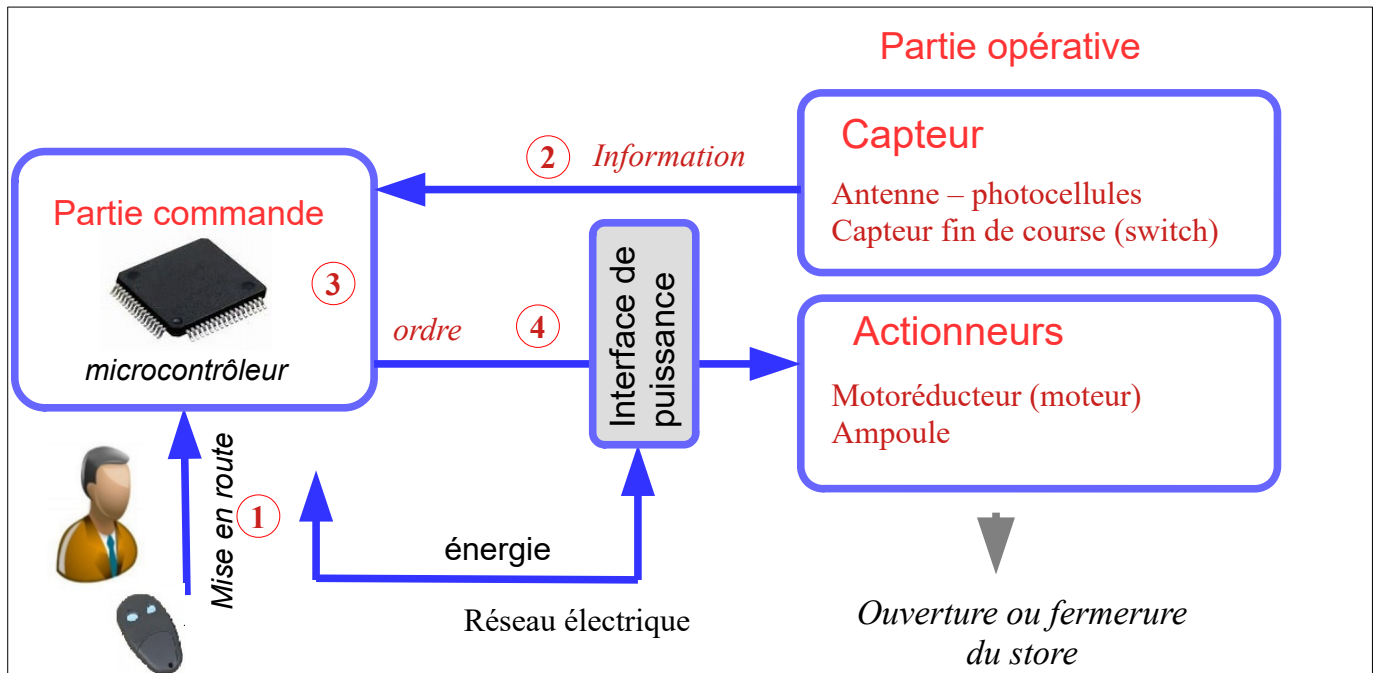 Partie opérative
Capteur
Antenne – photocellules
Capteur fin de course (switch)
2 Information
Partie commande
3
microcontrôleur
ordre 4
Interface de
puissance
Actionneurs
Motoréducteur (moteur)
Ampoule
Mise en route
1
énergie
Réseau électrique
Ouverture ou fermerure
du store